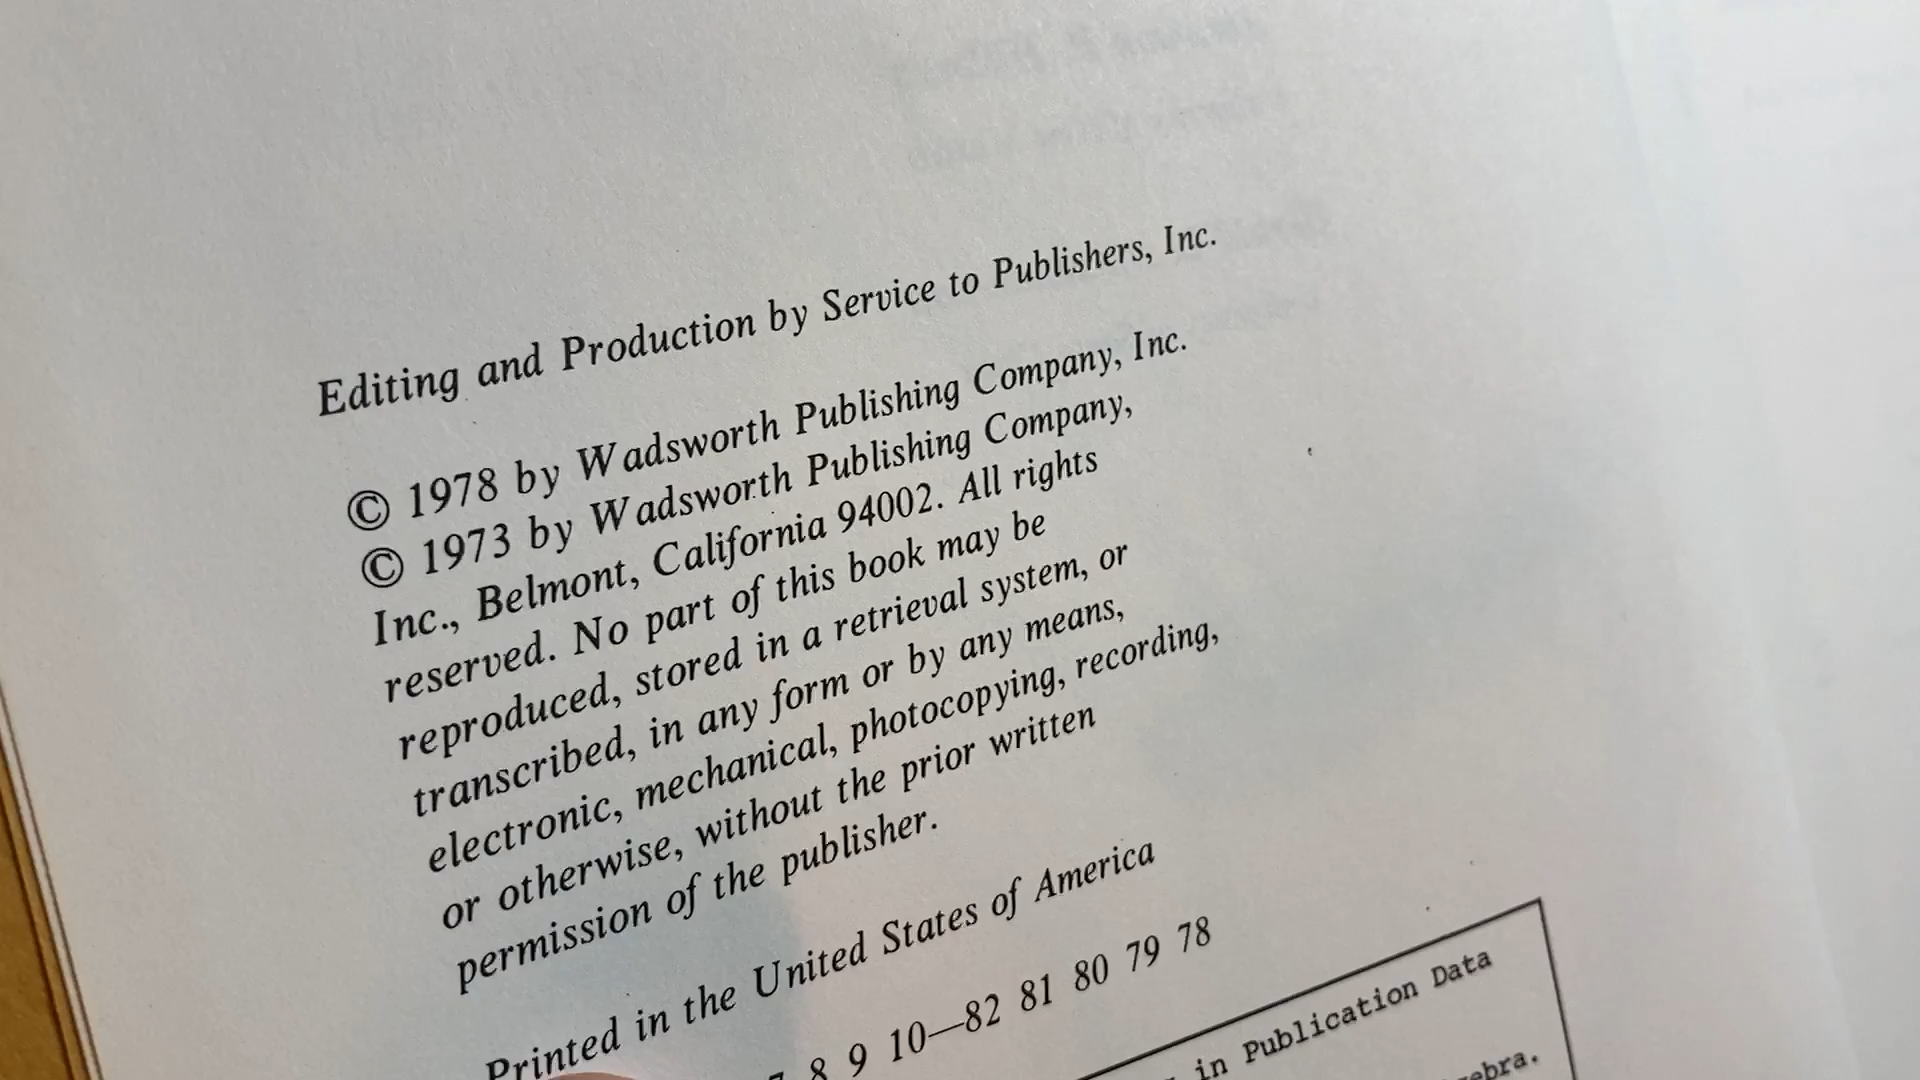 Editing and Production by Service to Publishers, Inc.
© 1978 by Wadsworth Publishing Company, Inc.
© 1973 by Wadsworth Publishing Company,
Inc., Belmont, California 94002. All rights
reserved. No part of this book may be
reproduced, stored in a retrieval system, or
transcribed, in any form or by any means,
electronic, mechanical, photocopying, recording,
or otherwise, without the prior written
permission of the publisher.
Printed in the United States of America
8 9 10—82 81 80 79 78
in Publication Data